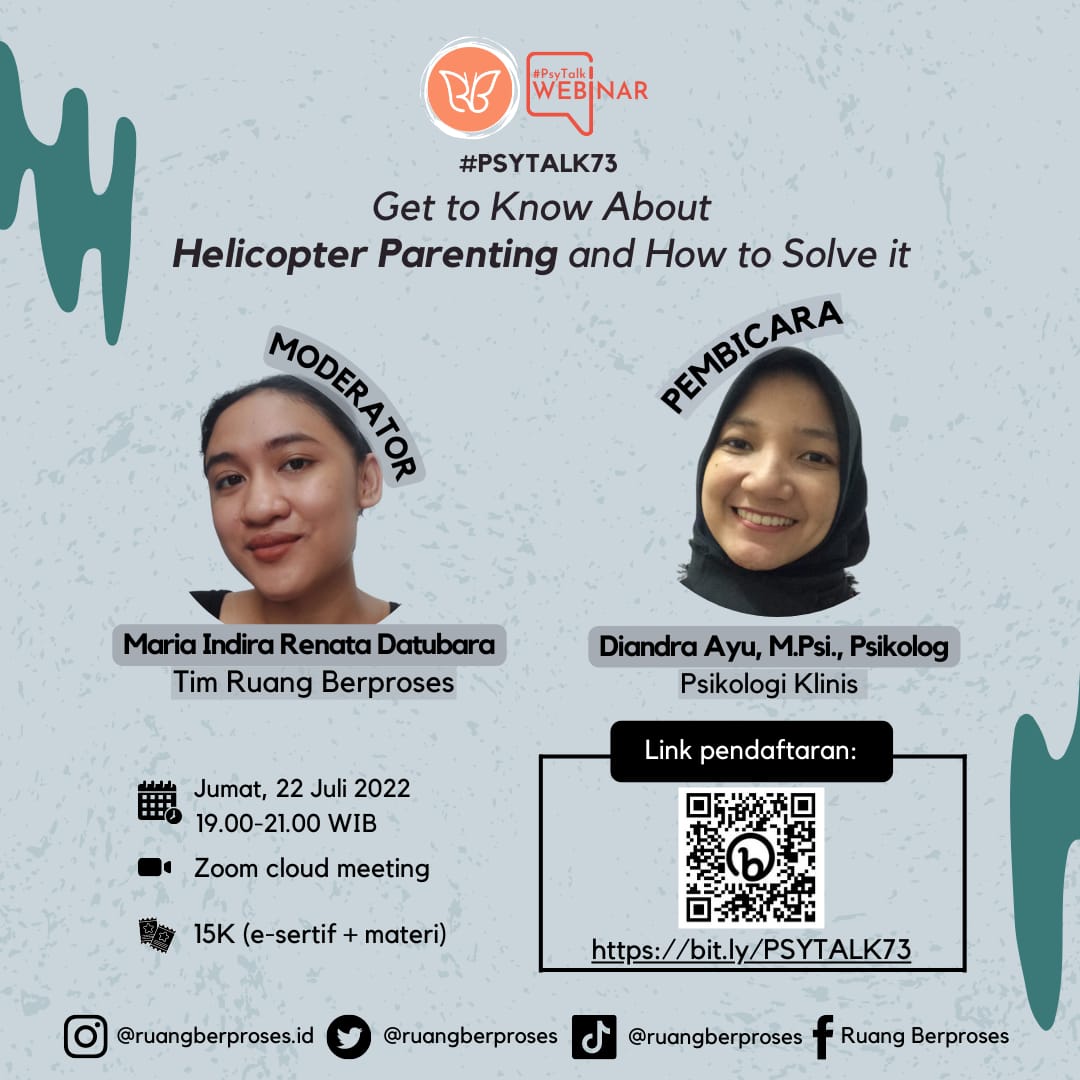 #PsyTalk
WEBINAR
#PSYTALK73
Get to Know About
Helicopter Parenting and How to Solve it
MODERATOR
PEMBICARA
Maria Indira Renata Datubara
Tim Ruang Berproses
Diandra Ayu, M.Psi., Psikolog
Psikologi Klinis
Jumat, 22 Juli 2022
19.00-21.00 WIB
Zoom cloud meeting
15K (e-sertif + materi)
Link pendaftaran:
https://bit.ly/PSYTALK73
@ruangberproses.id
@ruangberproses
@ruangberproses
Ruang Berproses